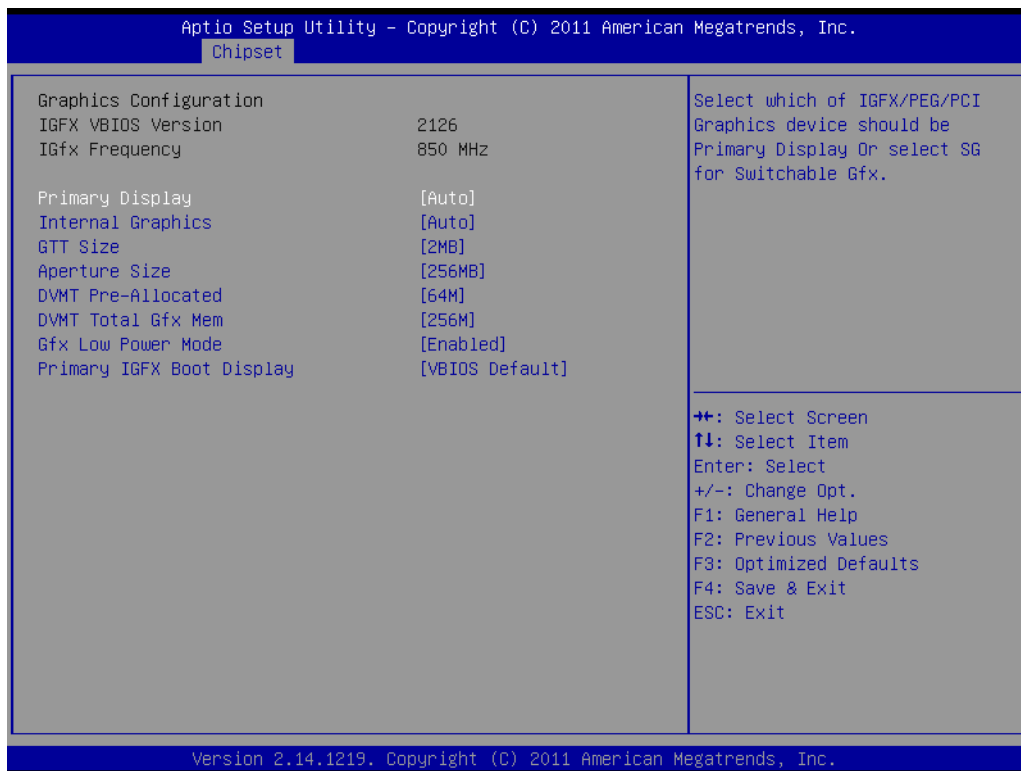 Aptio Setup Utility – Copyright (C) 2011 American Megatrends, Inc.
Chipset
Graphics Configuration
IGFX VBIOS Version 2126
IGfx Frequency 850 MHz
Primary Display [Auto]
Internal Graphics [Auto]
GTT Size [2MB]
Aperture Size [256MB]
DVMT Pre-Allocated [64M]
DVMT Total Gfx Mem [256M]
Gfx Low Power Mode [Enabled]
Primary IGFX Boot Display [VBIOS Default]
Select which of IGFX/PEG/PCI
Graphics device should be
Primary Display Or select SG
for Switchable Gfx.
→←: Select Screen
↑↓: Select Item
Enter: Select
+/-: Change Opt.
F1: General Help
F2: Previous Values
F3: Optimized Defaults
F4: Save & Exit
ESC: Exit
Version 2.14.1219. Copyright (C) 2011 American Megatrends, Inc.